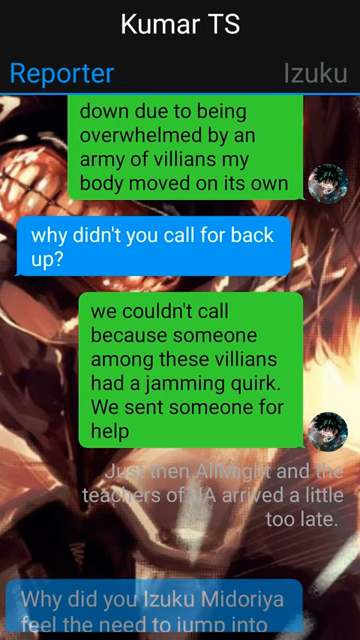 Kumar TS
Reporter
Izuku
down due to being
overwhelmed by an
army of villians my
body moved on its own
why didn't you call for back
up?
we couldn't call
because someone
among these villians
had a jamming quirk.
We sent someone for
help
Just then AllMight and the
teachers of UA arrived a little
too late.
Why did you Izuku Midoriya
feel the need to jump into